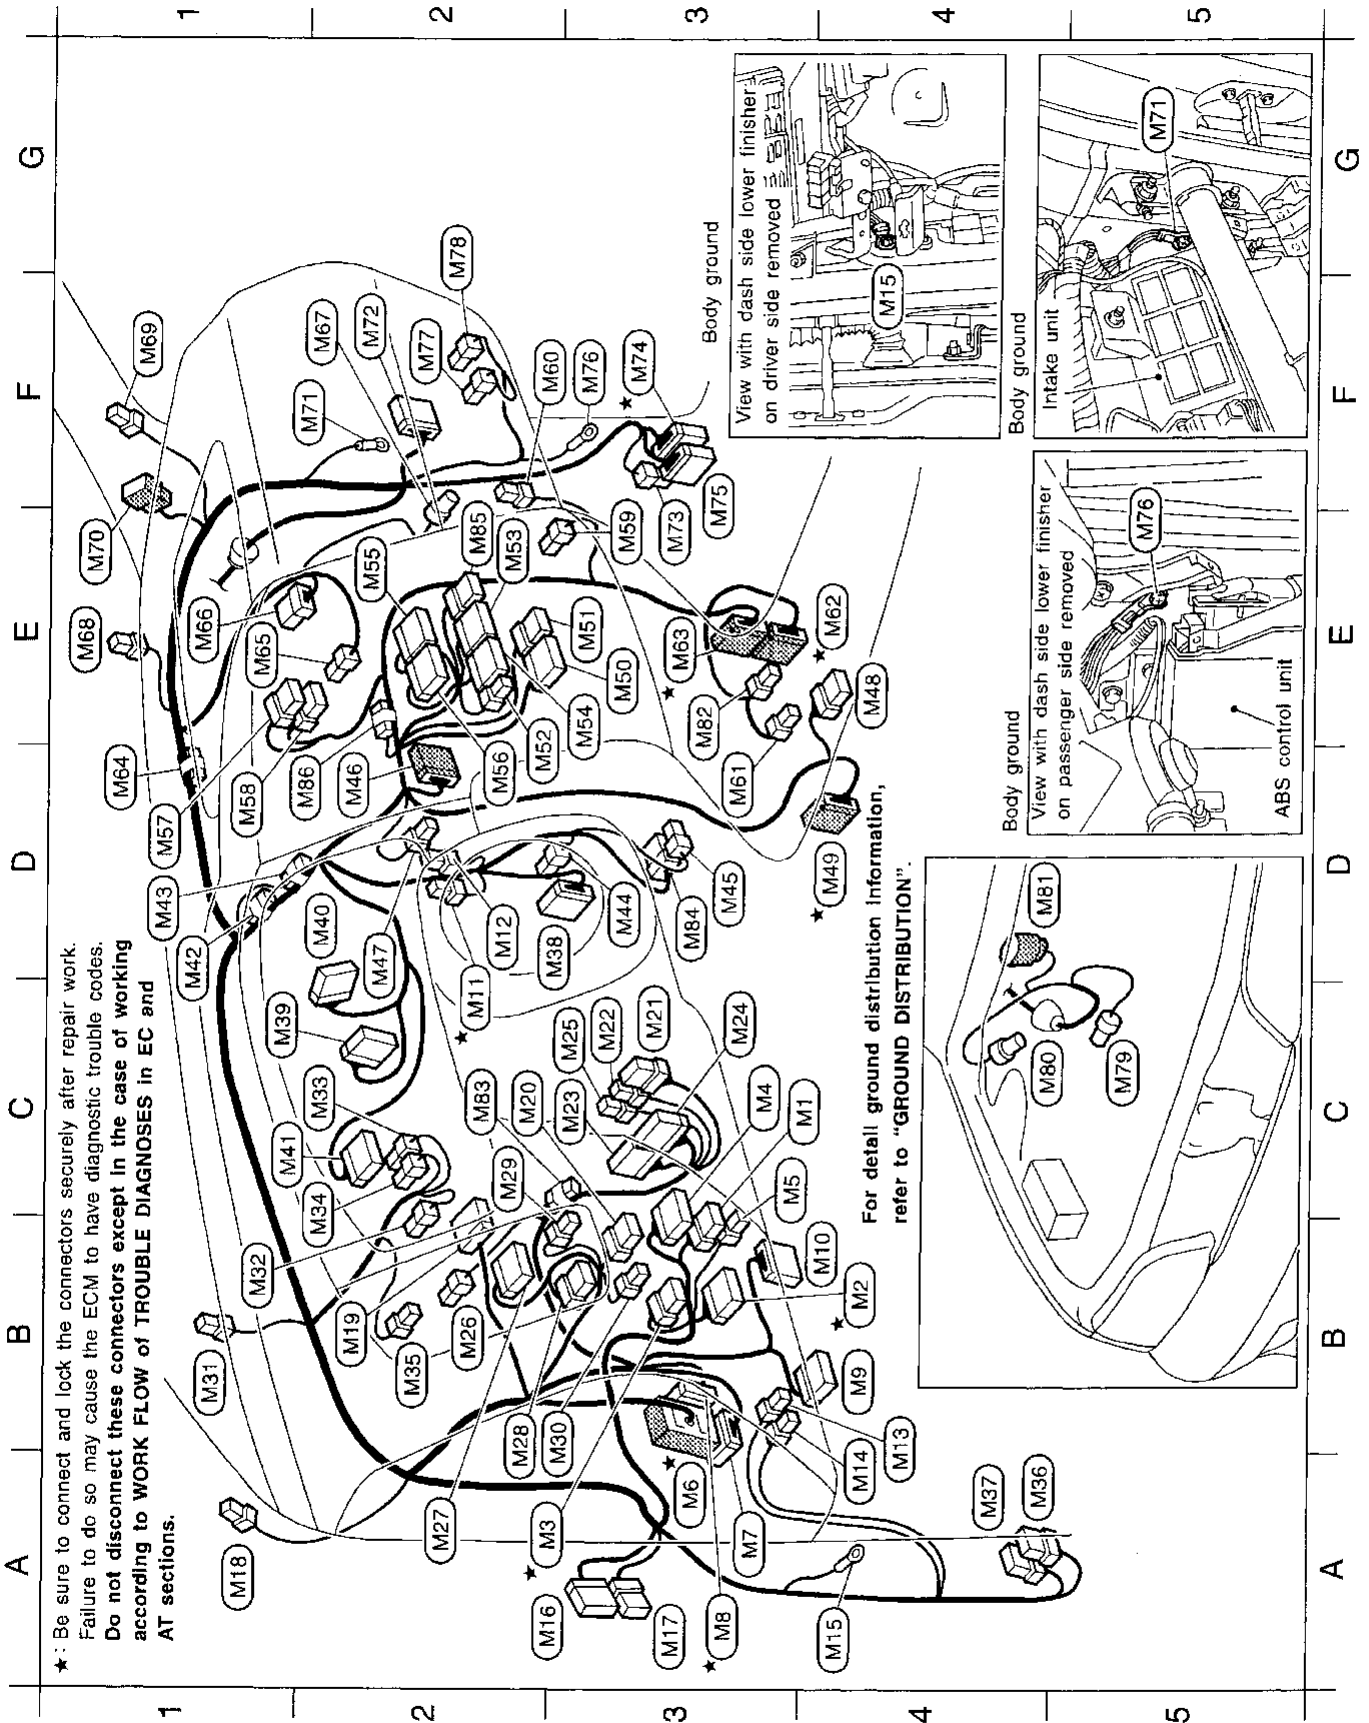 ★: Be sure to connect and lock the connectors securely after repair work.
Failure to do so may cause the ECM to have diagnostic trouble codes.
Do not disconnect these connectors except in the case of working
according to WORK FLOW of TROUBLE DIAGNOSES in EC and
AT sections.
A
B
C
D
E
F
G
1
2
3
4
5
M18
M31
M32
M19
M35
M26
M34
M41
M33
M39
M40
M42
M43
M57
M64
M58
M86
M46
M68
M70
M69
M66
M65
M55
M71
M67
M72
M77
M78
M27
M28
M30
★ M3
M16
M17
★ M8
M15
★ M6
M7
M14
M13
M9
★ M2
M10
M5
M1
M4
M24
M21
M22
M25
M23
M20
M83
M29
★ M11
M47
M12
M38
M44
M84
M45
★ M49
M56
M52
M54
M50
M51
M53
M85
M59
M60
M76
★ M74
M73
M75
★ M63
★ M62
M82
M61
M48
M37
M36
For detail ground distribution information,
refer to "GROUND DISTRIBUTION".
M81
M80
M79
Body ground
View with dash side lower finisher
on driver side removed
M15
Body ground
View with dash side lower finisher
on passenger side removed
M76
ABS control unit
Body ground
Intake unit
M71
A
B
C
D
E
F
G
1
2
3
4
5